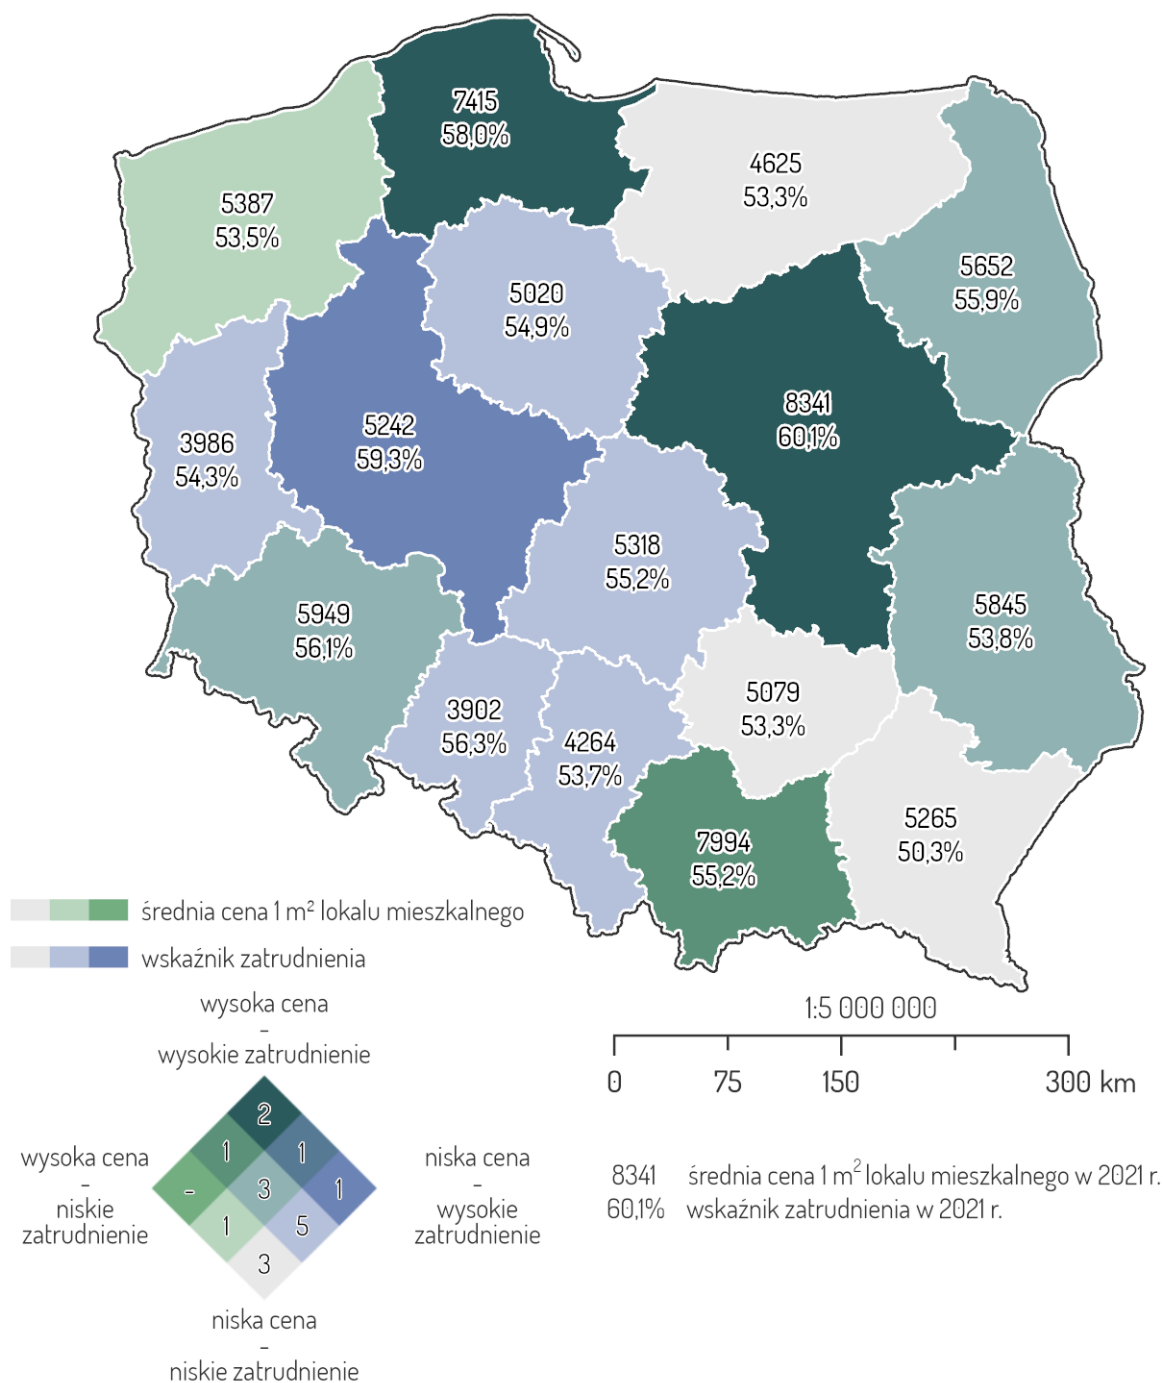 7415
58,0%
4625
53,3%
5387
53,5%
5652
55,9%
5020
54,9%
8341
60,1%
5242
59,3%
3986
54,3%
5318
55,2%
5949
56,1%
5845
53,8%
5079
53,3%
3902
56,3%
4264
53,7%
5265
50,3%
7994
55,2%
średnia cena 1 m² lokalu mieszkalnego
wskaźnik zatrudnienia
wysoka cena
–
wysokie zatrudnienie
1:5 000 000
0 75 150 300 km
2
1 1
- 3 1
1 5
3
wysoka cena
–
niskie
zatrudnienie
niska cena
–
wysokie
zatrudnienie
niska cena
–
niskie zatrudnienie
8341 średnia cena 1 m² lokalu mieszkalnego w 2021 r.
60,1% wskaźnik zatrudnienia w 2021 r.